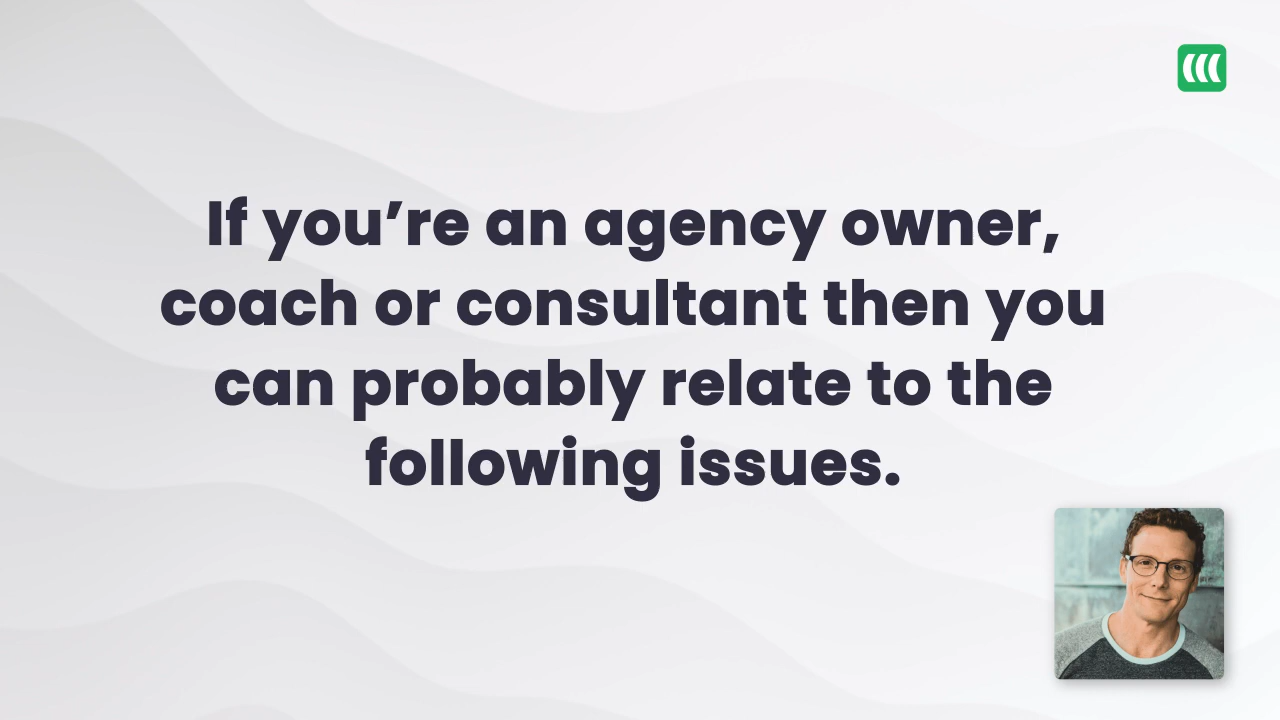 If you’re an agency owner,
coach or consultant then you
can probably relate to the
following issues.